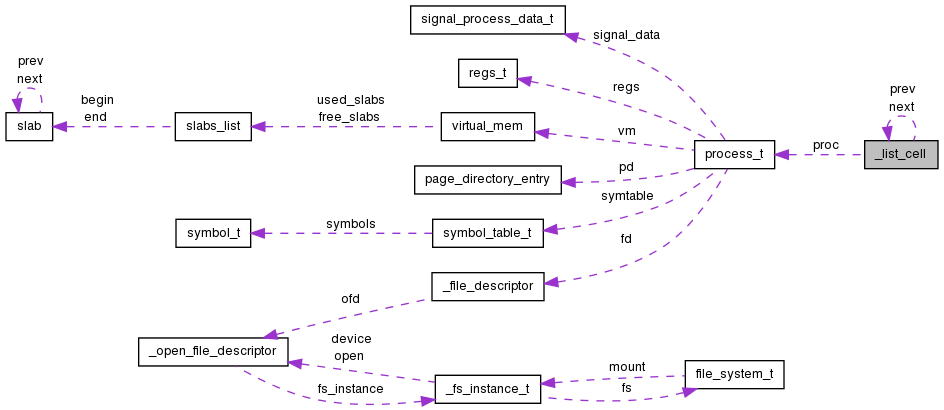 signal_process_data_t
signal_data
regs_t
regs
prev
next
slab
begin
end
slabs_list
used_slabs
free_slabs
virtual_mem
vm
process_t
proc
prev
next
_list_cell
page_directory_entry
pd
symtable
symbol_t
symbols
symbol_table_t
fd
_file_descriptor
ofd
_open_file_descriptor
device
open
fs_instance
_fs_instance_t
mount
fs
file_system_t